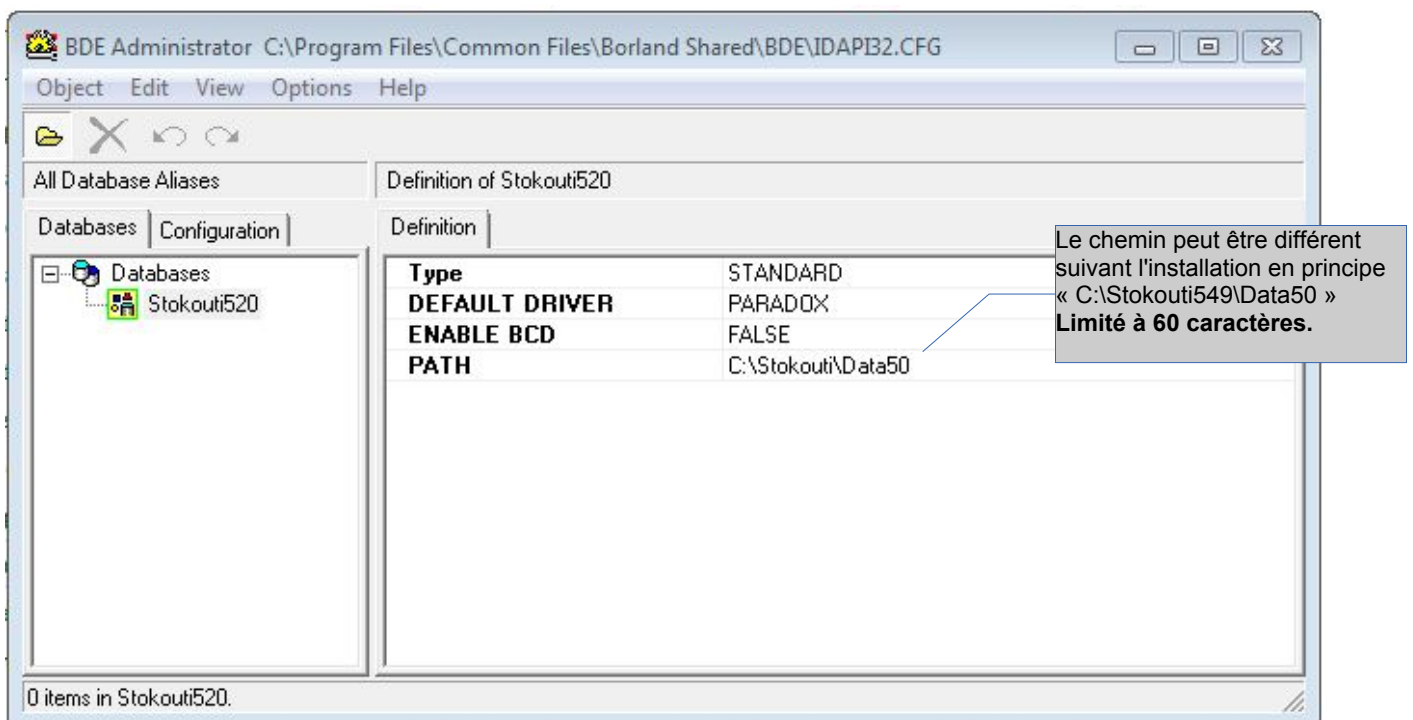 BDE Administrator C:\Program Files\Common Files\Borland Shared\BDE\IDAPI32.CFG
Object Edit View Options Help
All Database Aliases
Definition of Stokouti520
Databases Configuration
Definition
Databases
Stokouti520
Type STANDARD
DEFAULT DRIVER PARADOX
ENABLE BCD FALSE
PATH C:\Stokouti\Data50
Le chemin peut être différent
suivant l'installation en principe
« C:\Stokouti549\Data50 »
Limité à 60 caractères.
0 items in Stokouti520.